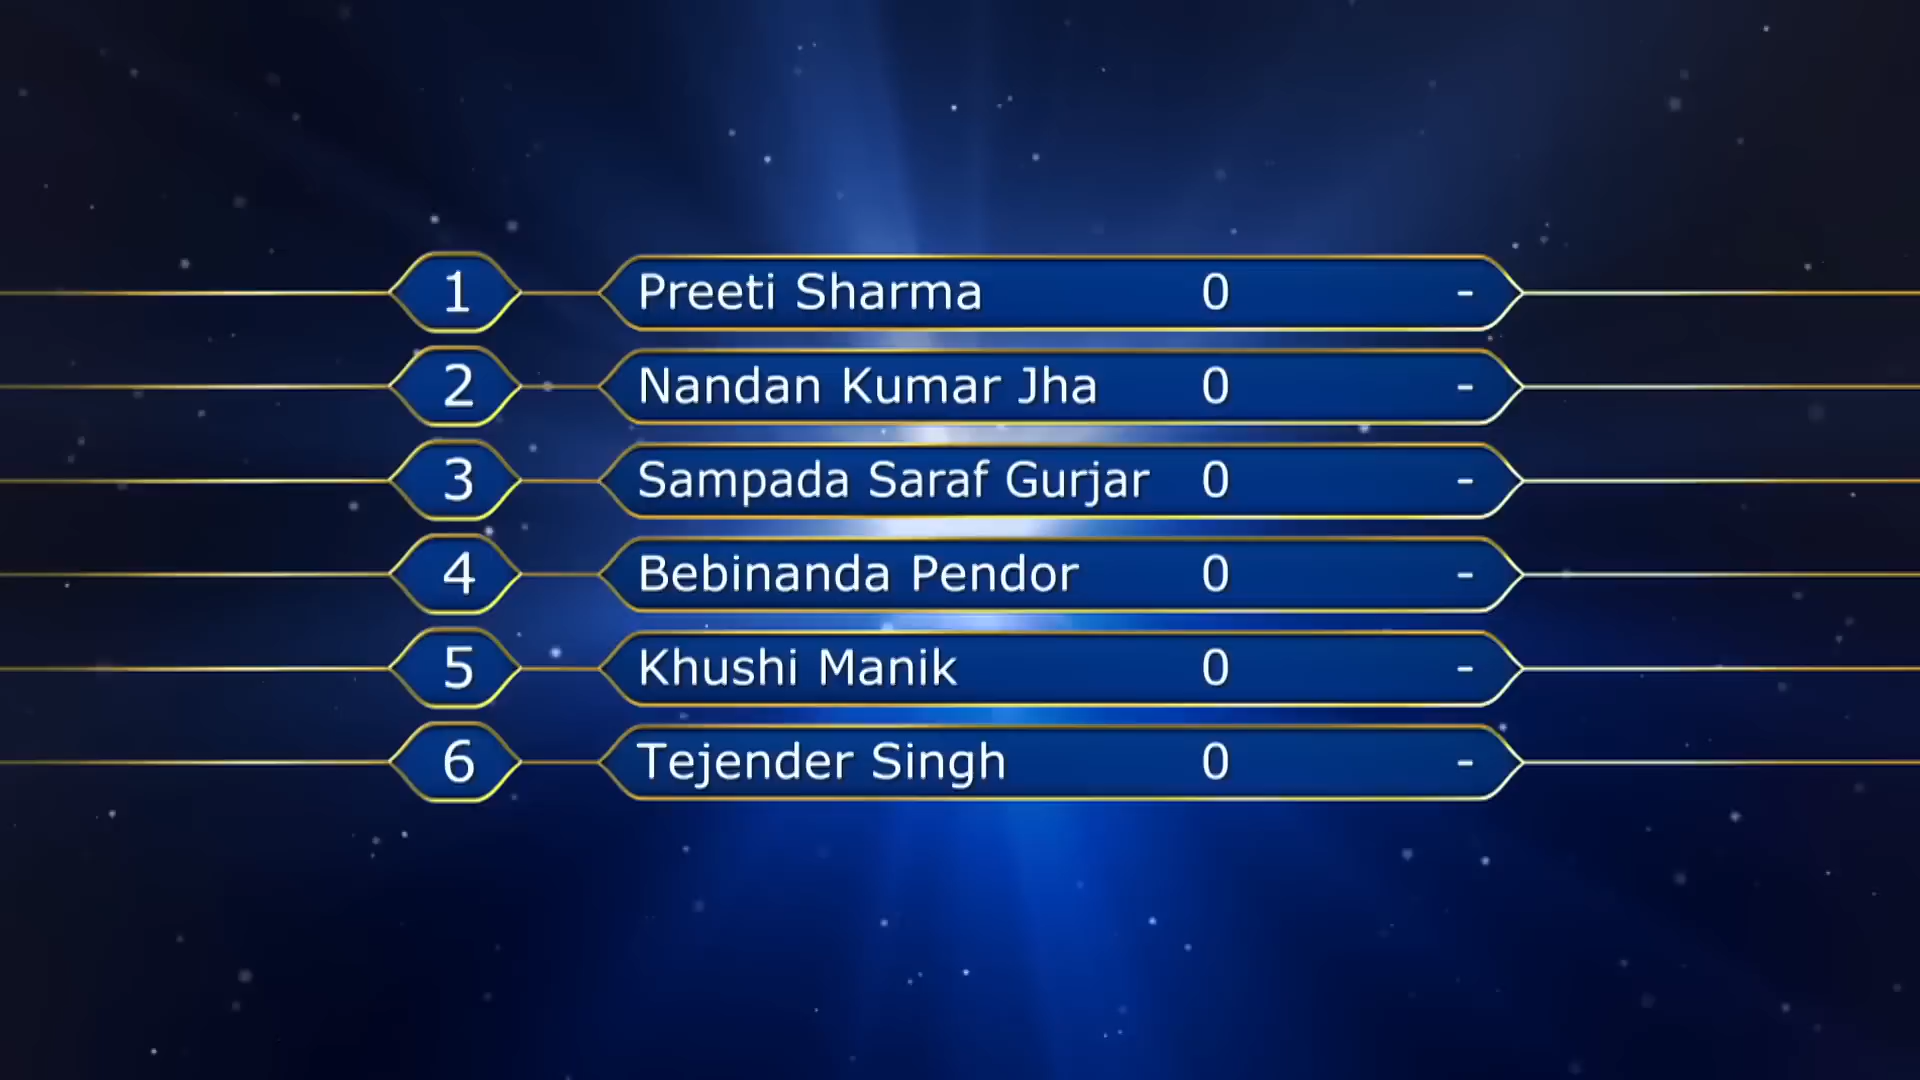 1 Preeti Sharma 0 -
2 Nandan Kumar Jha 0 -
3 Sampada Saraf Gurjar 0 -
4 Bebinanda Pendor 0 -
5 Khushi Manik 0 -
6 Tejender Singh 0 -